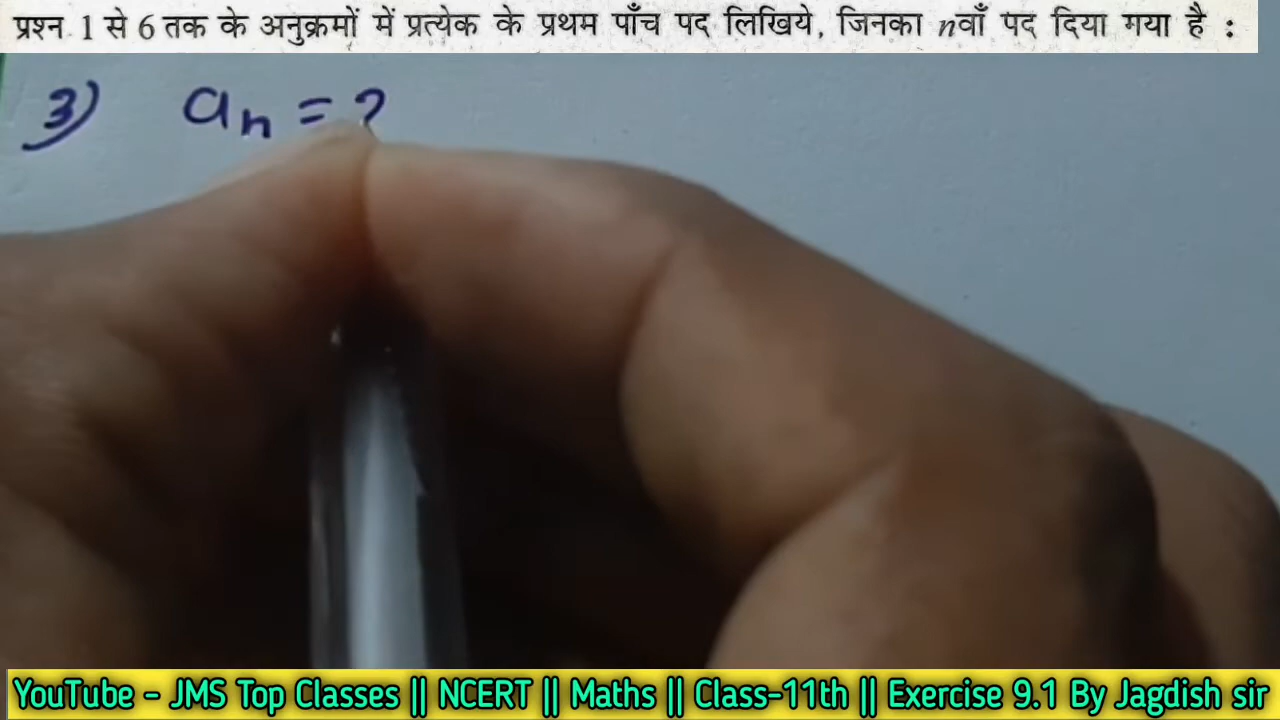 प्रश्न 1 से 6 तक के अनुक्रमों में प्रत्येक के प्रथम पाँच पद लिखिये, जिनका nवाँ पद दिया गया है :
3) an =
YouTube - JMS Top Classes || NCERT || Maths || Class-11th || Exercise 9.1 By Jagdish sir